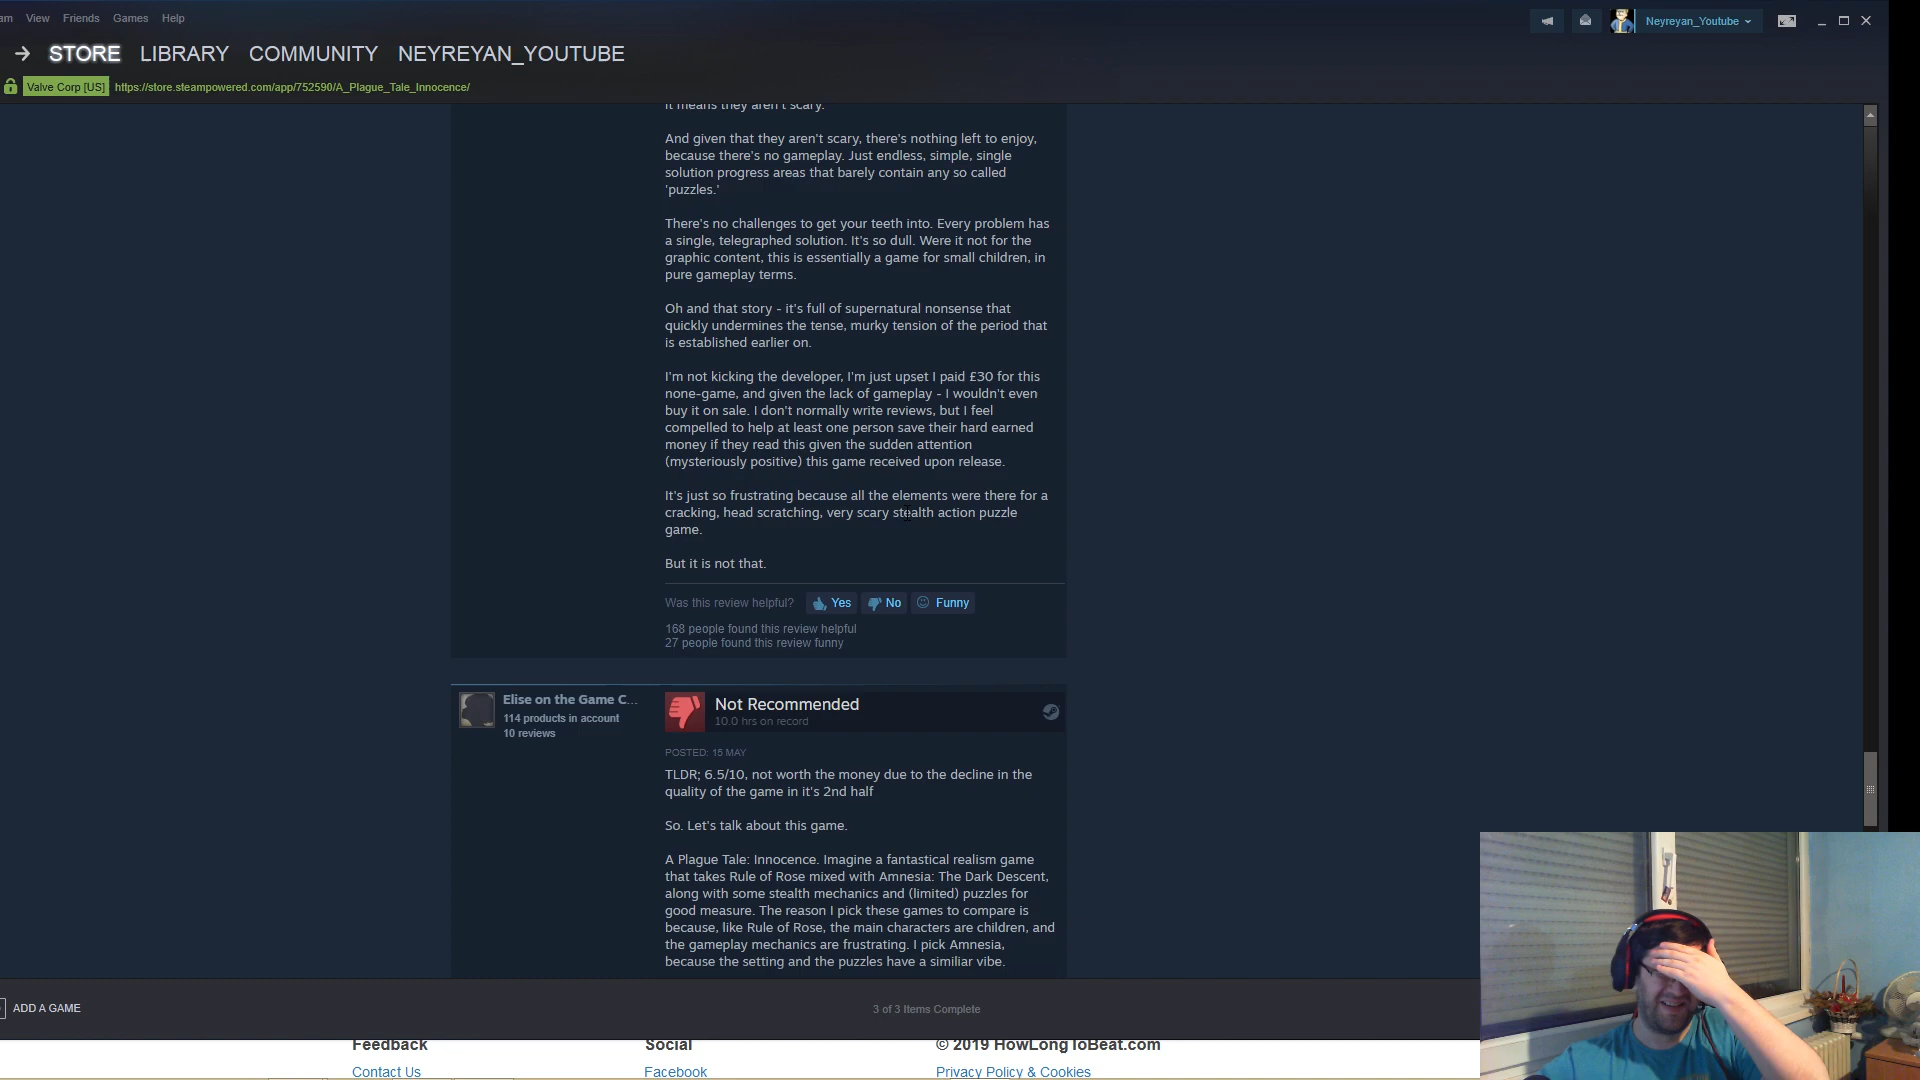 am View Friends Games Help
Neyreyan_Youtube
STORE LIBRARY COMMUNITY NEYREYAN_YOUTUBE
Valve Corp [US] https://store.steampowered.com/app/752590/A_Plague_Tale_Innocence/
it means they aren't scary.
And given that they aren't scary, there's nothing left to enjoy,
because there's no gameplay. Just endless, simple, single
solution progress areas that barely contain any so called
'puzzles.'
There's no challenges to get your teeth into. Every problem has
a single, telegraphed solution. It's so dull. Were it not for the
graphic content, this is essentially a game for small children, in
pure gameplay terms.
Oh and that story - it's full of supernatural nonsense that
quickly undermines the tense, murky tension of the period that
is established earlier on.
I'm not kicking the developer, I'm just upset I paid £30 for this
none-game, and given the lack of gameplay - I wouldn't even
buy it on sale. I don't normally write reviews, but I feel
compelled to help at least one person save their hard earned
money if they read this given the sudden attention
(mysteriously positive) this game received upon release.
It's just so frustrating because all the elements were there for a
cracking, head scratching, very scary stealth action puzzle
game.
But it is not that.
Was this review helpful? Yes No Funny
168 people found this review helpful
27 people found this review funny
Elise on the Game C...
114 products in account
10 reviews
Not Recommended
10.0 hrs on record
POSTED: 15 MAY
TLDR; 6.5/10, not worth the money due to the decline in the
quality of the game in it's 2nd half
So. Let's talk about this game.
A Plague Tale: Innocence. Imagine a fantastical realism game
that takes Rule of Rose mixed with Amnesia: The Dark Descent,
along with some stealth mechanics and (limited) puzzles for
good measure. The reason I pick these games to compare is
because, like Rule of Rose, the main characters are children, and
the gameplay mechanics are frustrating. I pick Amnesia,
because the setting and the puzzles have a similiar vibe.
ADD A GAME
3 of 3 Items Complete
Feedback Social © 2019 HowLongToBeat.com
Contact Us Facebook Privacy Policy & Cookies